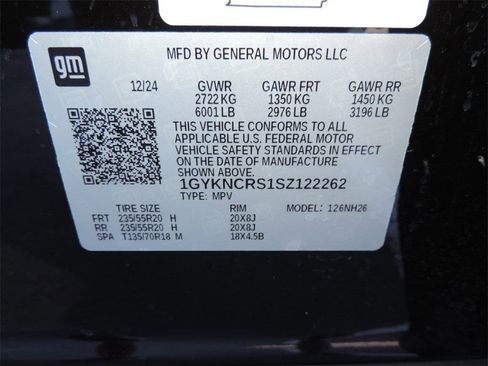 gm
MFD BY GENERAL MOTORS LLC
12/24 GVWR GAWR FRT GAWR RR
2722 KG 1350 KG 1450 KG
6001 LB 2976 LB 3196 LB
THIS VEHICLE CONFORMS TO ALL
APPLICABLE U.S. FEDERAL MOTOR
VEHICLE SAFETY STANDARDS IN EFFECT
ON THE DATE OF MANUFACTURE
SHOWN ABOVE.
1GYKNCRS1SZ122262
TYPE: MPV MODEL: 126NH26
TIRE SIZE RIM
FRT 235/55R20 H 20X8J
RR 235/55R20 H 20X8J
SPA T135/70R18 M 18X4.5B